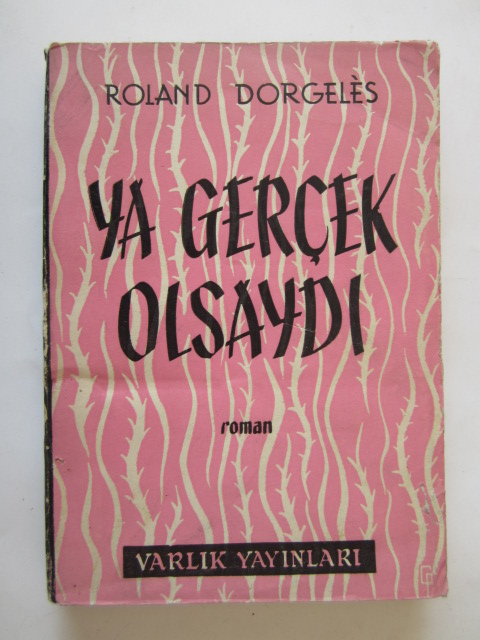 ROLAND DORGELÈS
YA GERÇEK
OLSAYDI
roman
VARLIK YAYINLARI